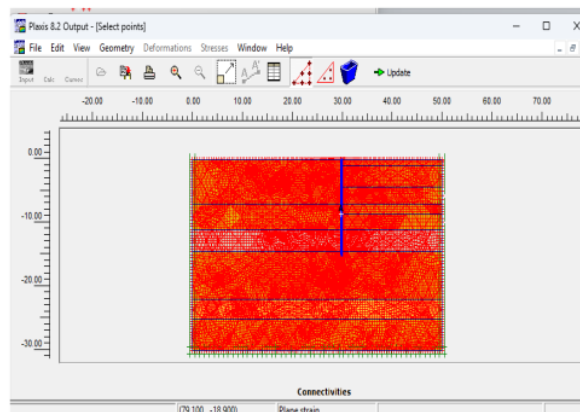 Plaxis 8.2 Output - [Select points]
File Edit View Geometry Deformations Stresses Window Help
Input Calc Curves Update
-20.00 -10.00 0.00 10.00 20.00 30.00 40.00 50.00 60.00 70.00
0.00
-10.00
-20.00
-30.00
Connectivities
(79.100, -18.900) Plane strain